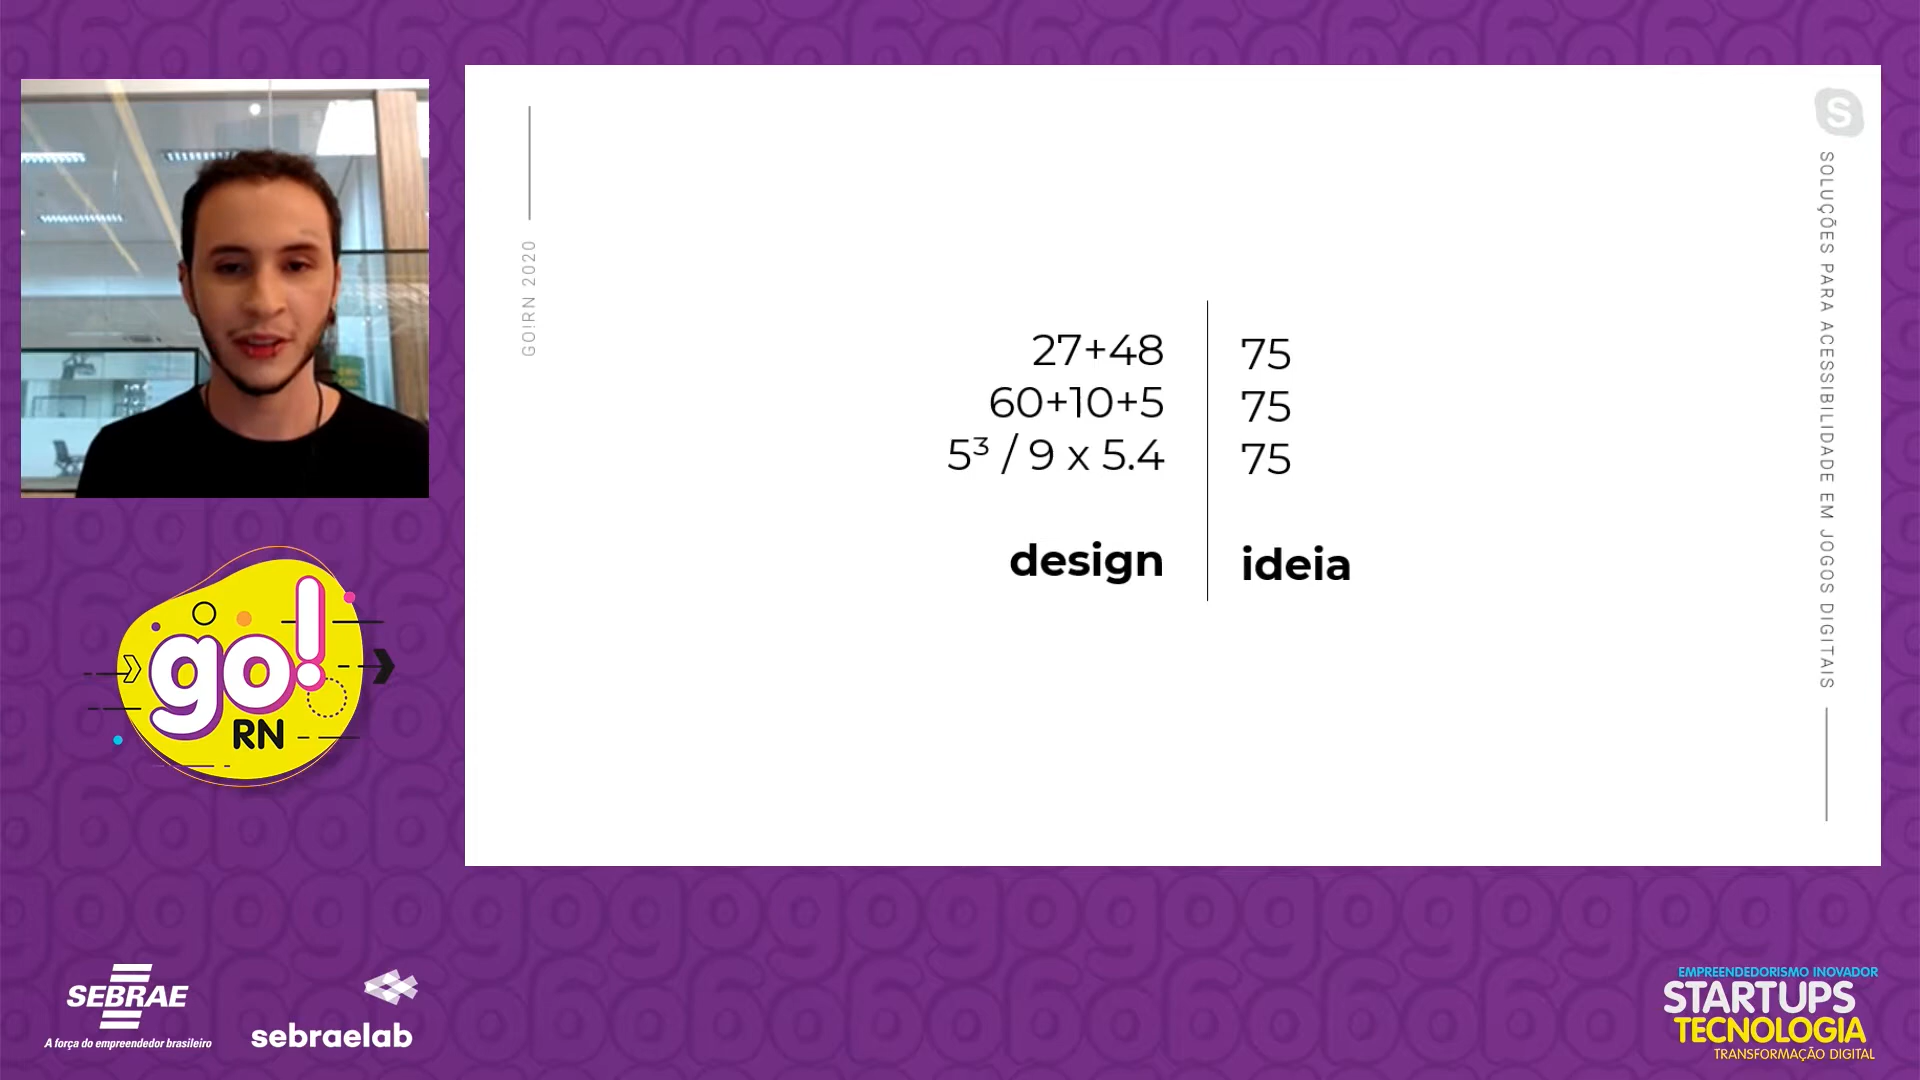 GO!RN 2020
27+48
75
60+10+5
75
5³ / 9 x 5.4
75
design
ideia
S
SOLUÇÕES PARA ACESSIBILIDADE EM JOGOS DIGITAIS
go!
RN
SEBRAE
A força do empreendedor brasileiro
sebraelab
EMPREENDEDORISMO INOVADOR
STARTUPS
TECNOLOGIA
TRANSFORMAÇÃO DIGITAL